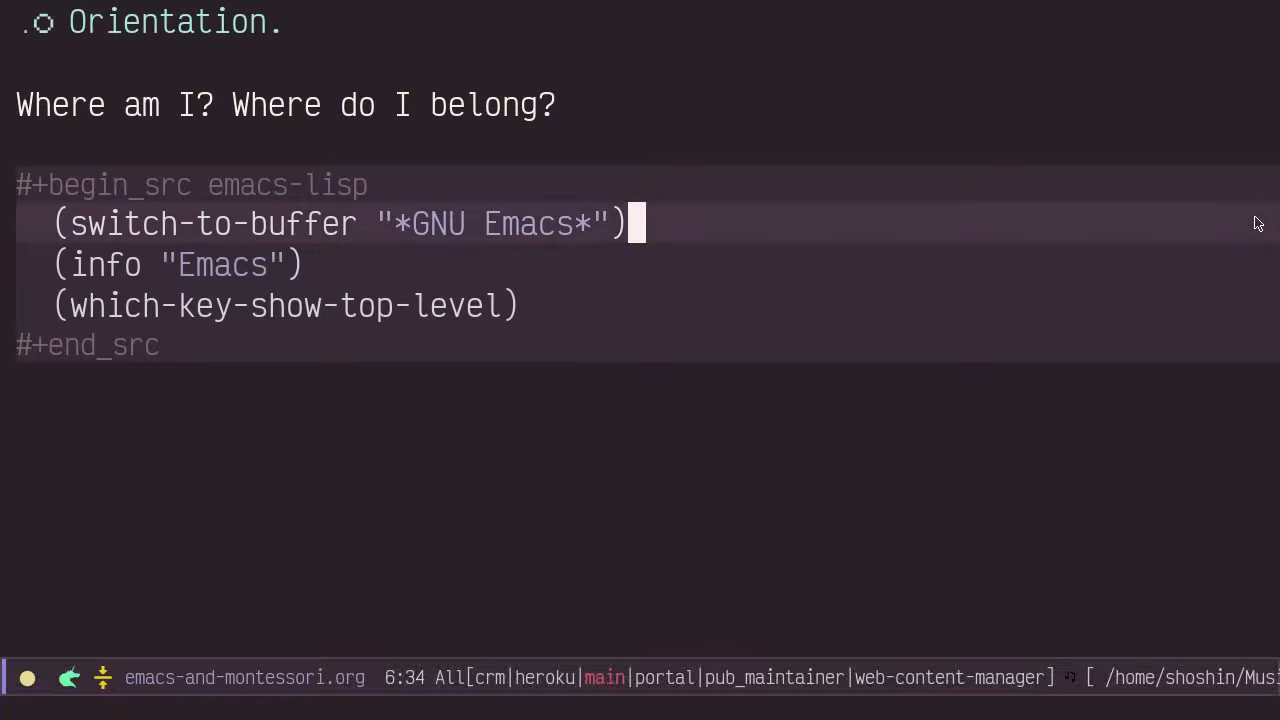 Orientation.
Where am I? Where do I belong?
#+begin_src emacs-lisp
(switch-to-buffer "*GNU Emacs*")
(info "Emacs")
(which-key-show-top-level)
#+end_src
emacs-and-montessori.org 6:34 All[crm|heroku|main|portal|pub_maintainer|web-content-manager] ♫ [ /home/shoshin/Musi